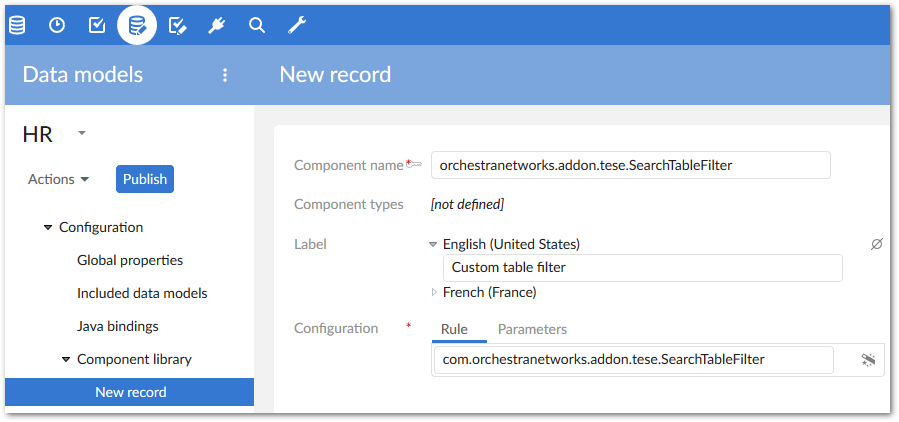 Data models
New record
HR
Actions
Publish
Configuration
Global properties
Included data models
Java bindings
Component library
New record
Component name*
orchestranetworks.addon.tese.SearchTableFilter
Component types
[not defined]
Label
English (United States)
Custom table filter
French (France)
Configuration *
Rule
Parameters
com.orchestranetworks.addon.tese.SearchTableFilter